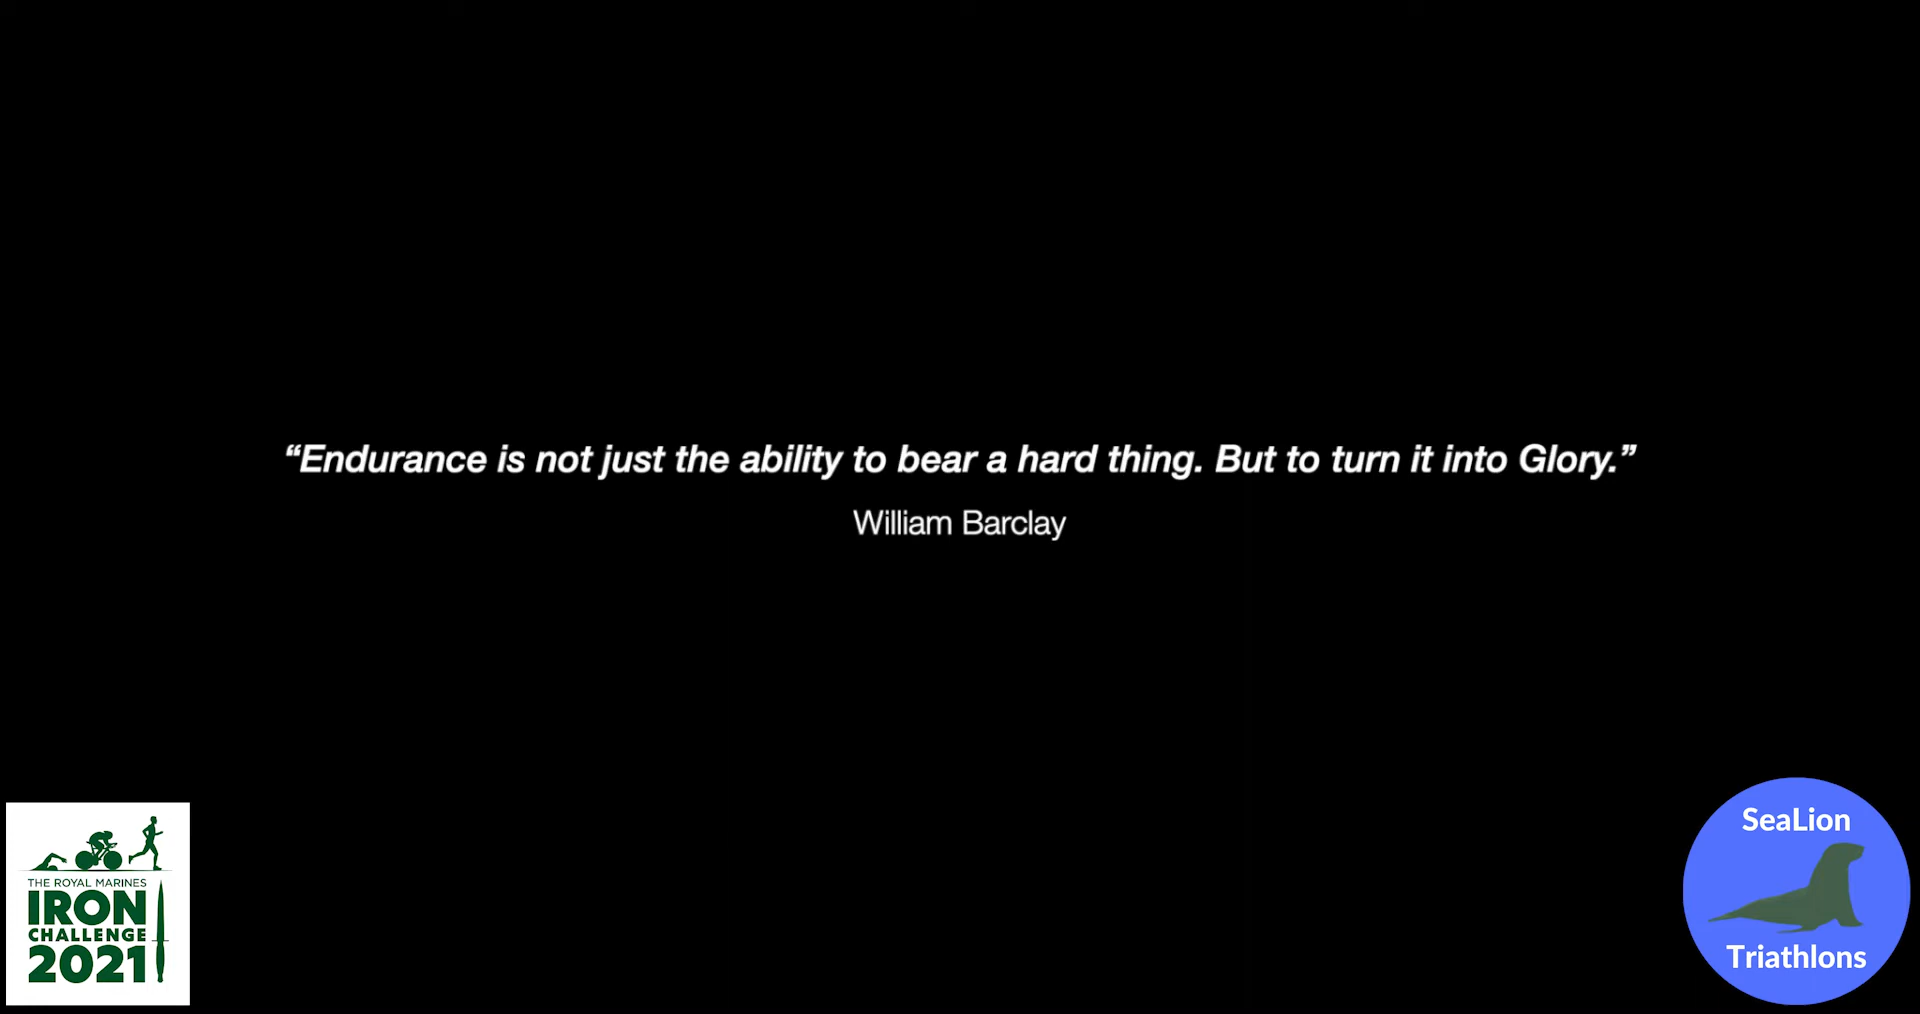 “Endurance is not just the ability to bear a hard thing. But to turn it into Glory.”
William Barclay
THE ROYAL MARINES
IRON
CHALLENGE
2021
SeaLion
Triathlons